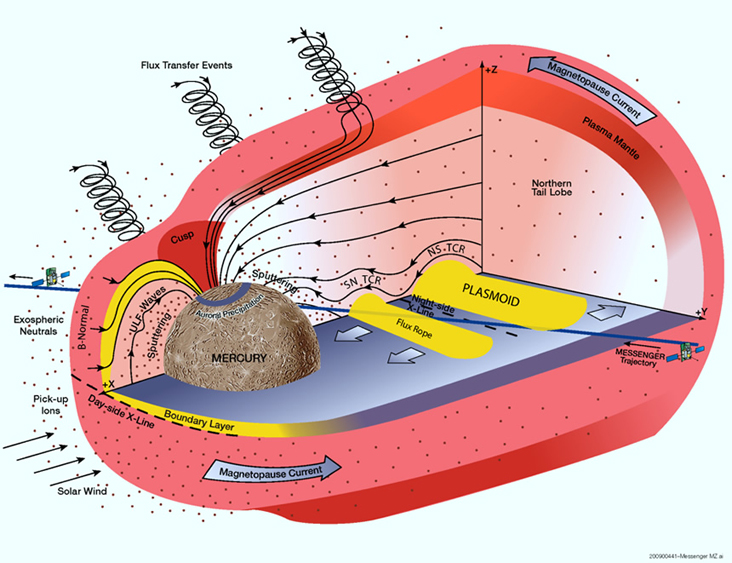 Flux Transfer Events
+Z
Magnetopause Current
Plasma Mantle
Northern
Tail Lobe
Cusp
Sputtering
SN_TCR
NS-TCR
PLASMOID
Night-side
X-Line
Flux Rope
+Y
MESSENGER
Trajectory
Exospheric
Neutrals
B-Normal
ULF-Waves
Sputtering
Auroral Precipitation
MERCURY
+X
Pick-up
Ions
Day-side X-Line
Boundary Layer
Magnetopause Current
Solar Wind
200900441-Messenger MZ.ai